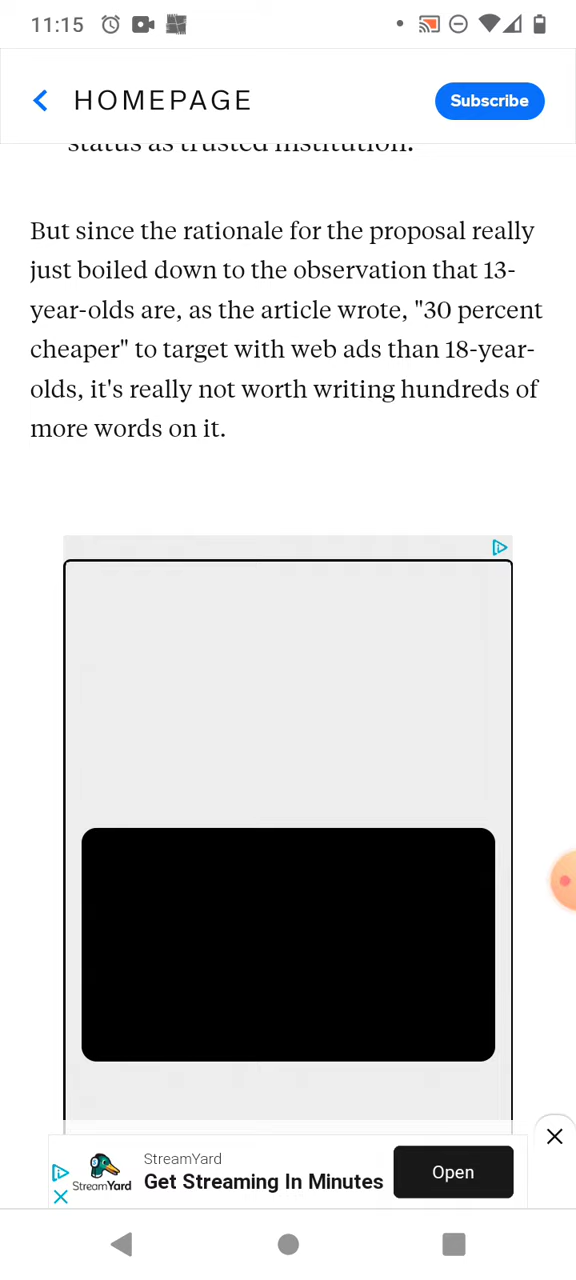 11:15
HOMEPAGE
Subscribe
status as trusted institution.
But since the rationale for the proposal really
just boiled down to the observation that 13-
year-olds are, as the article wrote, "30 percent
cheaper" to target with web ads than 18-year-
olds, it's really not worth writing hundreds of
more words on it.
StreamYard
StreamYard
Get Streaming In Minutes
Open